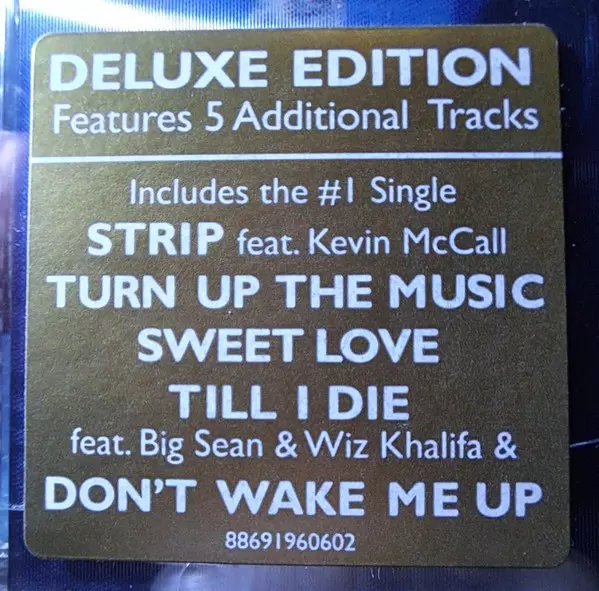 DELUXE EDITION
Features 5 Additional Tracks
Includes the #1 Single
STRIP feat. Kevin McCall
TURN UP THE MUSIC
SWEET LOVE
TILL I DIE
feat. Big Sean & Wiz Khalifa &
DON'T WAKE ME UP
88691960602